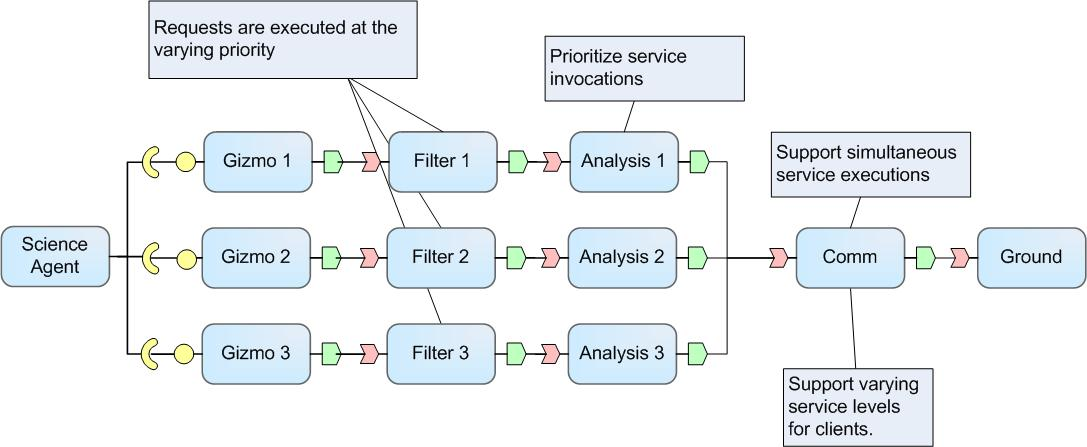 Requests are executed at the
varying priority
Prioritize service
invocations
Gizmo 1
Filter 1
Analysis 1
Support simultaneous
service executions
Science
Agent
Gizmo 2
Filter 2
Analysis 2
Comm
Ground
Gizmo 3
Filter 3
Analysis 3
Support varying
service levels
for clients.